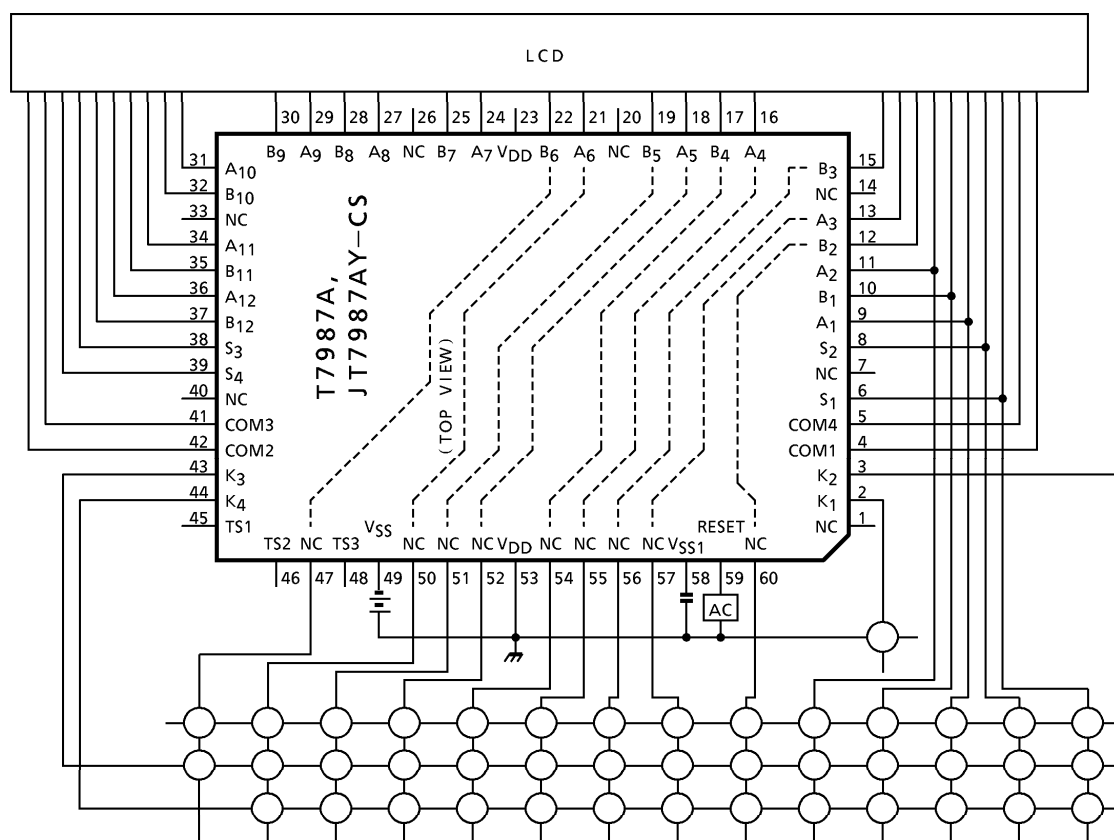 LCD
30 29 28 27 26 25 24 23 22 21 20 19 18 17 16
B9 A9 B8 A8 NC B7 A7 VDD B6 A6 NC B5 A5 B4 A4
31 A10
32 B10
33 NC
34 A11
35 B11
36 A12
37 B12
38 S3
39 S4
40 NC
41 COM3
42 COM2
43 K3
44 K4
45 TS1
T7987A,
JT7987AY-CS
(TOP VIEW)
B3 15
NC 14
A3 13
B2 12
A2 11
B1 10
A1 9
S2 8
NC 7
S1 6
COM4 5
COM1 4
K2 3
K1 2
NC 1
TS2 NC TS3 VSS NC NC NC VDD NC NC NC NC VSS1 RESET NC
46 47 48 49 50 51 52 53 54 55 56 57 58 59 60
AC